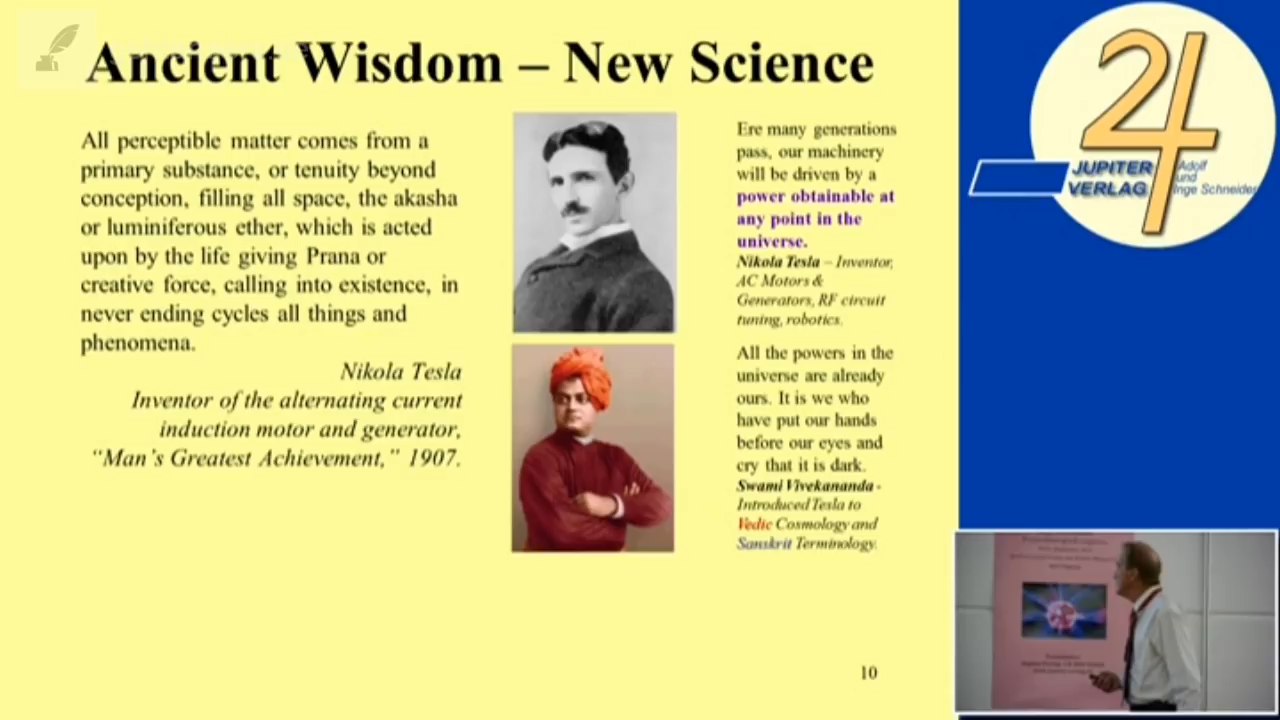 Ancient Wisdom – New Science
All perceptible matter comes from a
primary substance, or tenuity beyond
conception, filling all space, the akasha
or luminiferous ether, which is acted
upon by the life giving Prana or
creative force, calling into existence, in
never ending cycles all things and
phenomena.
Nikola Tesla
Inventor of the alternating current
induction motor and generator,
“Man’s Greatest Achievement,” 1907.
Ere many generations
pass, our machinery
will be driven by a
power obtainable at
any point in the
universe.
Nikola Tesla – Inventor,
AC Motors &
Generators, RF circuit
tuning, robotics.
All the powers in the
universe are already
ours. It is we who
have put our hands
before our eyes and
cry that it is dark.
Swami Vivekananda -
Introduced Tesla to
Vedic Cosmology and
Sanskrit Terminology.
10
JUPITER
VERLAG
Adolf
und
Inge Schneider